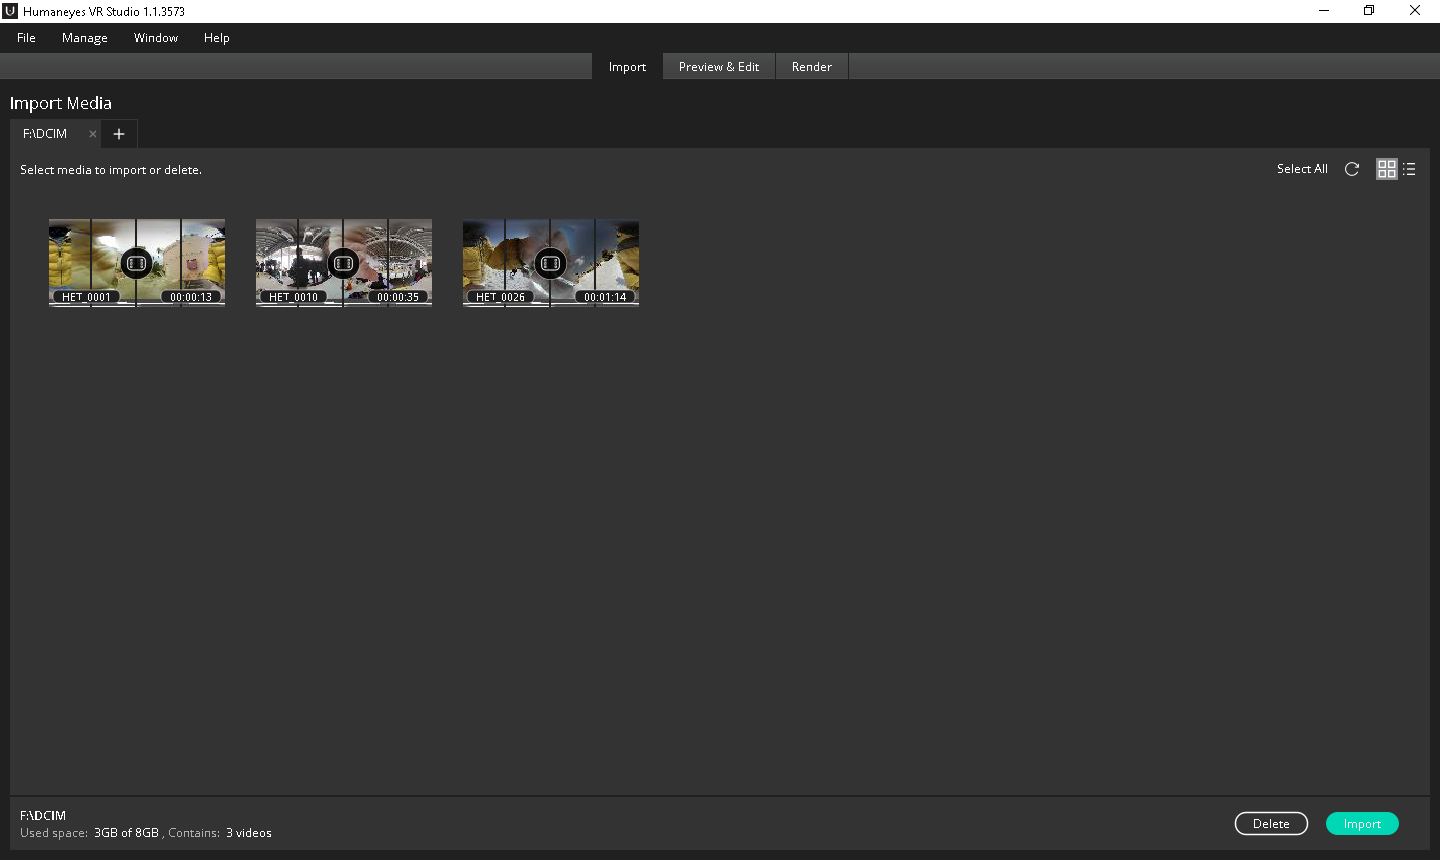 Humaneyes VR Studio 1.1.3573
File Manage Window Help
Import Preview & Edit Render
Import Media
F:\DCIM × +
Select media to import or delete.
Select All
HET_0001 00:00:13
HET_0010 00:00:35
HET_0026 00:01:14
F:\DCIM
Used space: 3GB of 8GB , Contains: 3 videos
Delete
Import